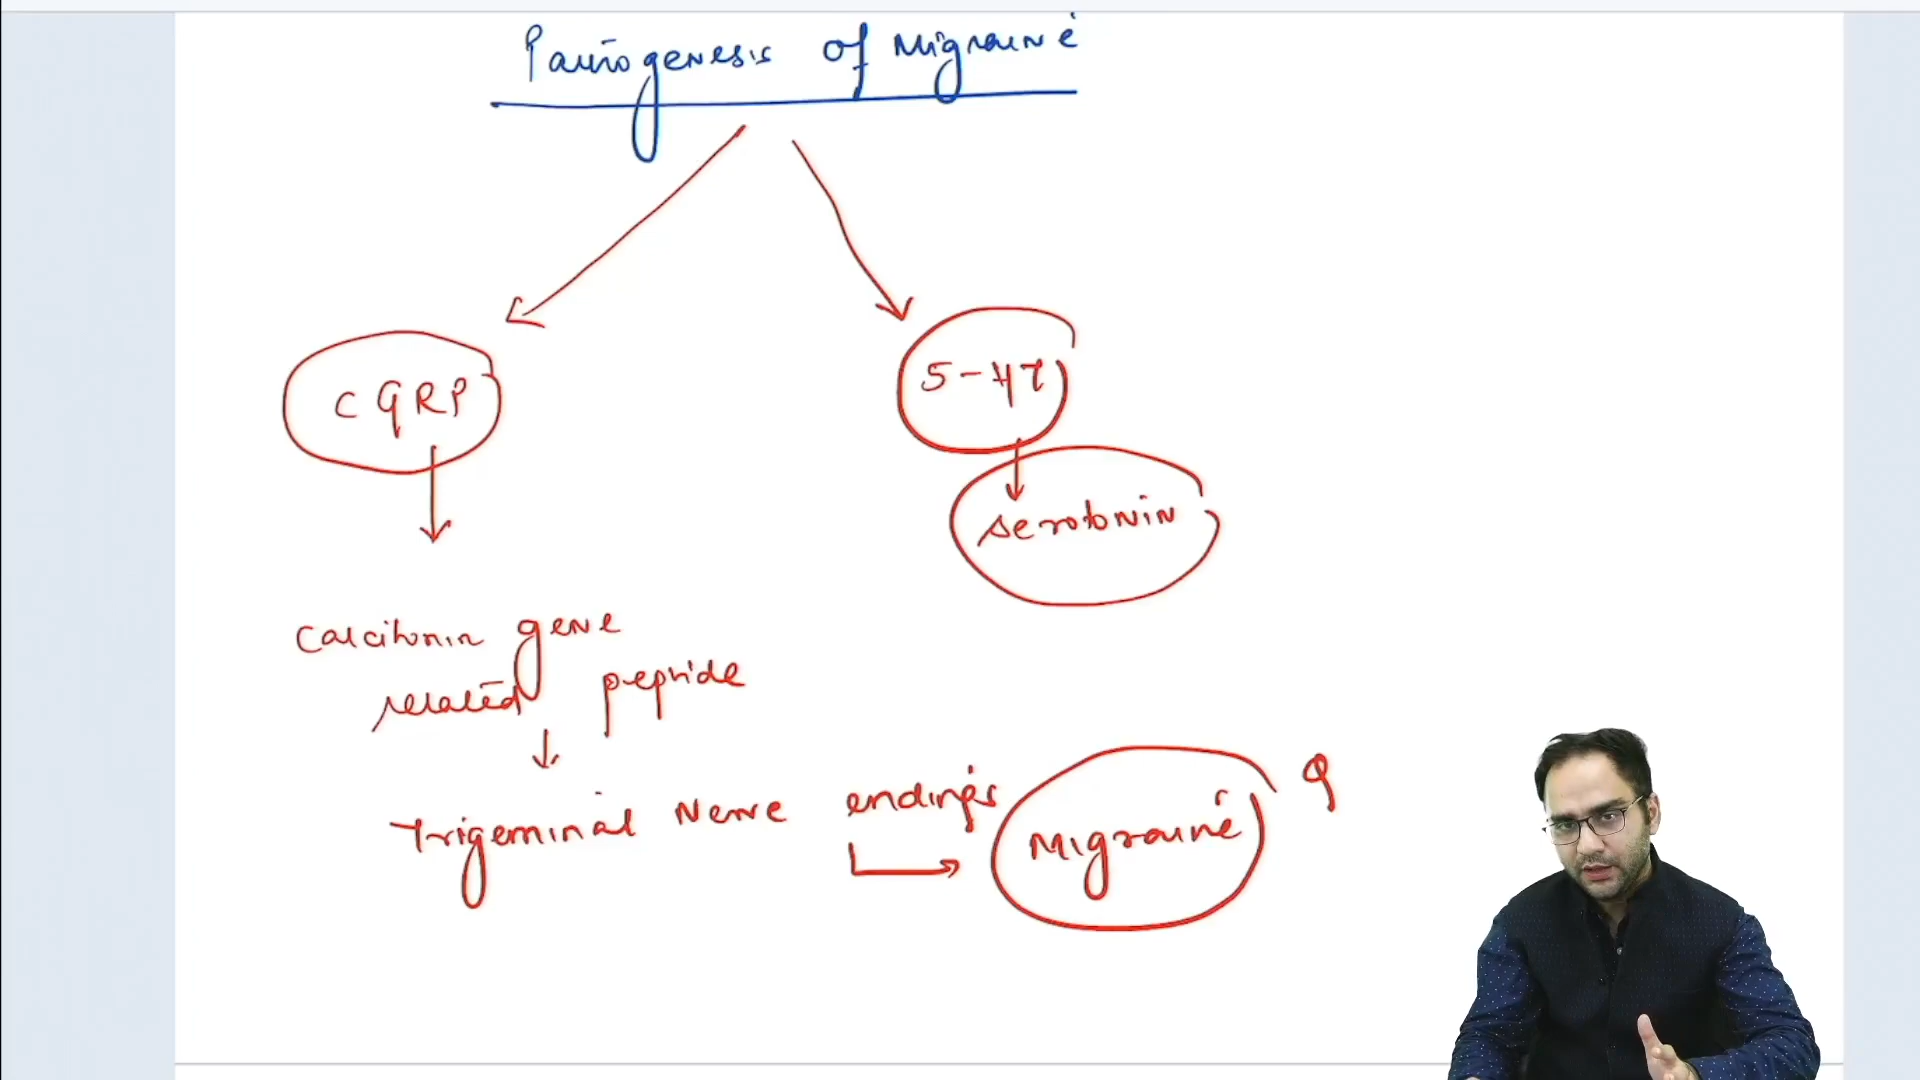 Pathogenesis of Migraine
CGRP
5-HT
serotonin
Calcitonin gene
related peptide
Trigeminal Nerve endings
Migraine